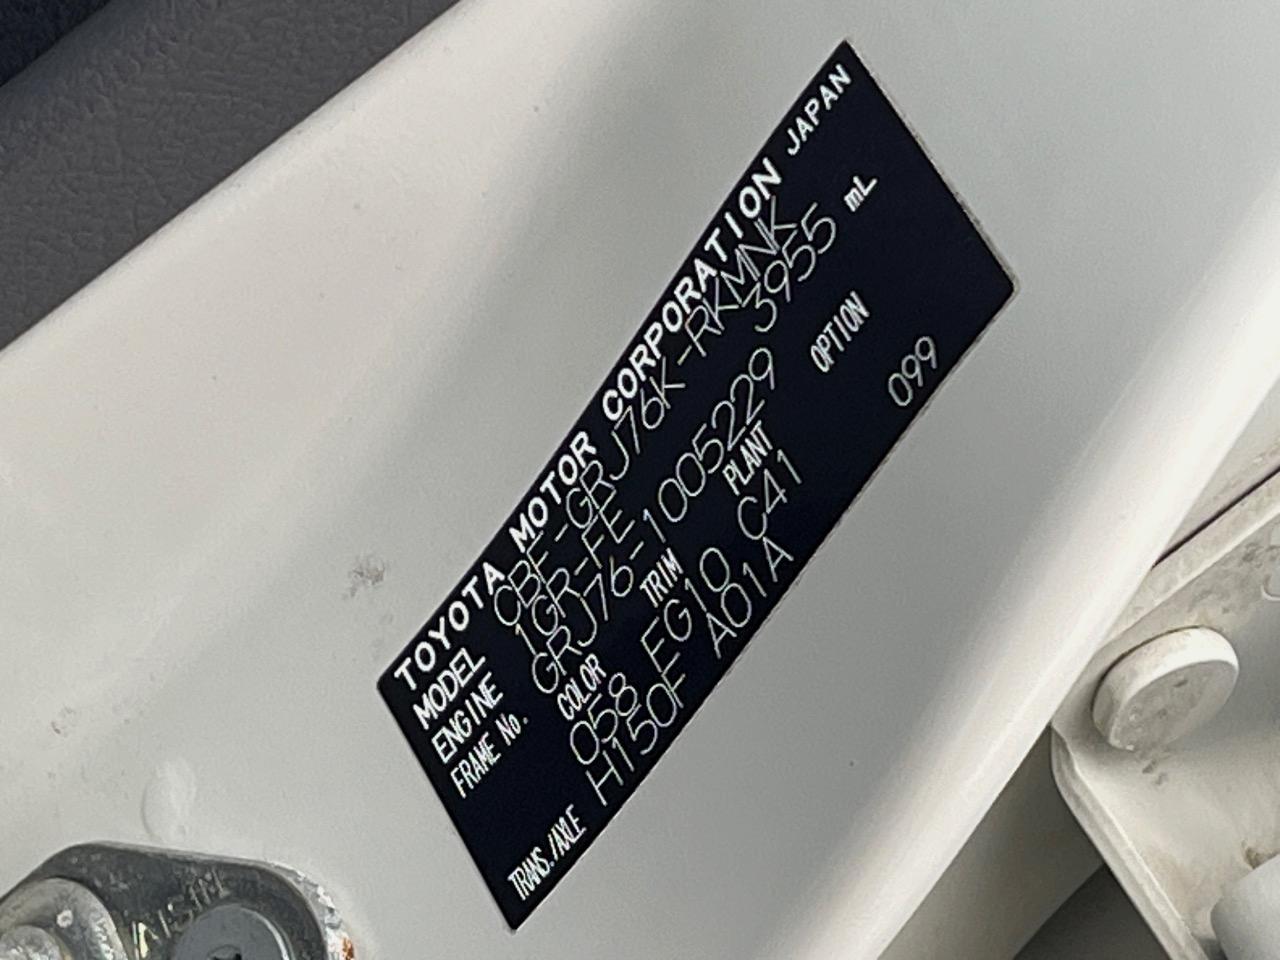 TOYOTA MOTOR CORPORATION JAPAN
MODEL CBF-GRJ76K-RKMNK
ENGINE 1GR-FE 3955 mL
FRAME No. GRJ76-1005229
COLOR TRIM PLANT OPTION
058 FG10 C41 099
TRANS./AXLE H150F A01A
AISIN